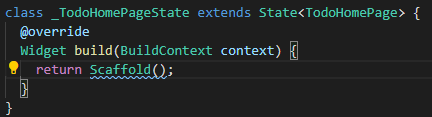 class _TodoHomePageState extends State<TodoHomePage> {
  @override
  Widget build(BuildContext context) {
    return Scaffold();
  }
}